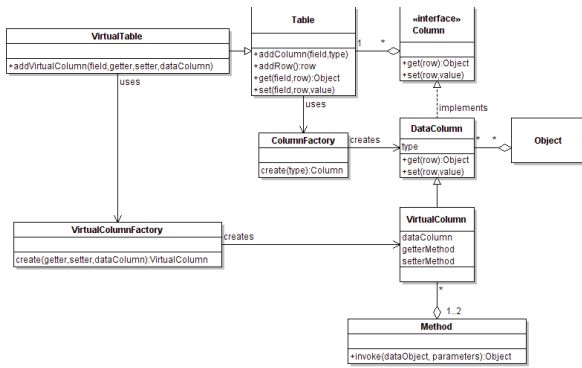 VirtualTable
+addVirtualColumn(field,getter,setter,dataColumn)
Table
+addColumn(field,type)
+addRow():row
+get(field,row):Object
+set(field,row,value)
1
*
«interface»
Column
+get(row):Object
+set(row,value)
uses
uses
implements
ColumnFactory
create(type):Column
creates
DataColumn
type
+get(row):Object
+set(row,value)
*
*
Object
VirtualColumnFactory
create(getter,setter,dataColumn):VirtualColumn
creates
VirtualColumn
dataColumn
getterMethod
setterMethod
*
1..2
Method
+invoke(dataObject, parameters):Object